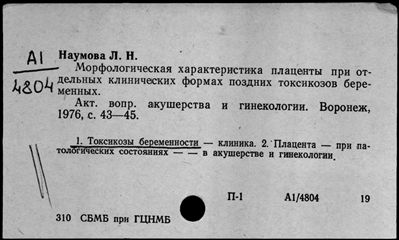 А1
4804
Наумова Л. Н.
Морфологическая характеристика плаценты при от-
дельных клинических формах поздних токсикозов бере-
менных.
Акт. вопр. акушерства и гинекологии. Воронеж,
1976, с. 43—45.
1. Токсикозы беременности — клиника. 2. Плацента — при па-
тологических состояниях — — в акушерстве и гинекологии.
П-1 А1/4804 19
310 СБМБ при ГЦНМБ